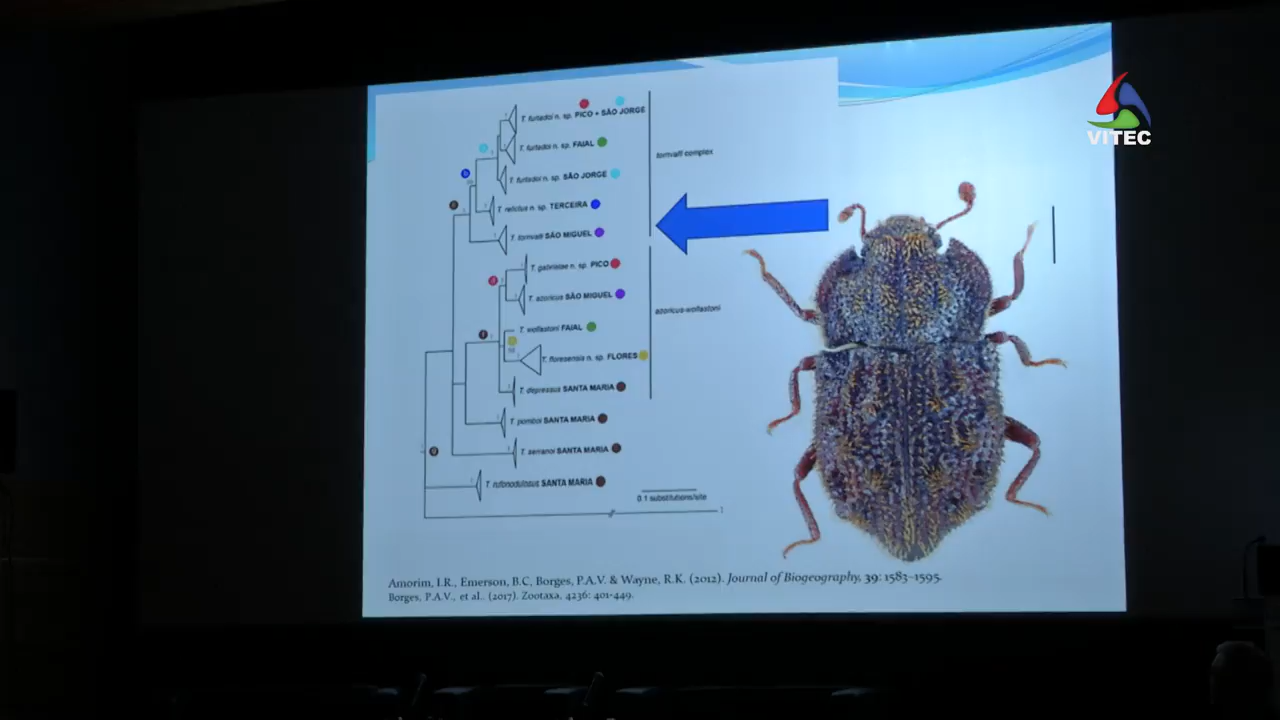 VITEC
T. furtadoi n. sp. PICO + SÃO JORGE
T. furtadoi n. sp. FAIAL
tornvalli complex
T. furtadoi n. sp. SÃO JORGE
T. relictus n. sp. TERCEIRA
T. tornvalli SÃO MIGUEL
T. gabrielae n. sp. PICO
T. azoricus SÃO MIGUEL
azoricus-wollastoni
T. wollastoni FAIAL
T. floresensis n. sp. FLORES
T. depressus SANTA MARIA
T. pomboi SANTA MARIA
T. serranoi SANTA MARIA
T. rufonodulosus SANTA MARIA
0.1 substitutions/site
Amorim, I.R., Emerson, B.C, Borges, P.A.V. & Wayne, R.K. (2012). Journal of Biogeography, 39: 1583–1595.
Borges, P.A.V., et al.. (2017). Zootaxa, 4236: 401-449.